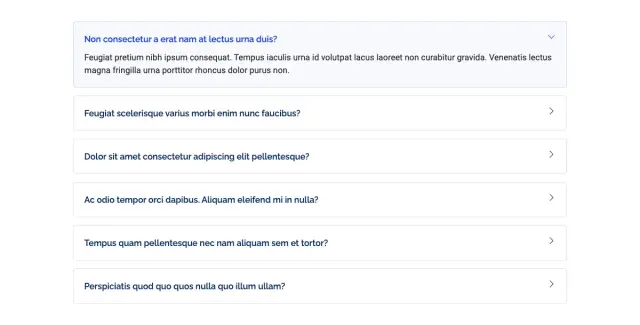 Non consectetur a erat nam at lectus urna duis?
Feugiat pretium nibh ipsum consequat. Tempus iaculis urna id volutpat lacus laoreet non curabitur gravida. Venenatis lectus
magna fringilla urna porttitor rhoncus dolor purus non.
Feugiat scelerisque varius morbi enim nunc faucibus?
Dolor sit amet consectetur adipiscing elit pellentesque?
Ac odio tempor orci dapibus. Aliquam eleifend mi in nulla?
Tempus quam pellentesque nec nam aliquam sem et tortor?
Perspiciatis quod quo quos nulla quo illum ullam?